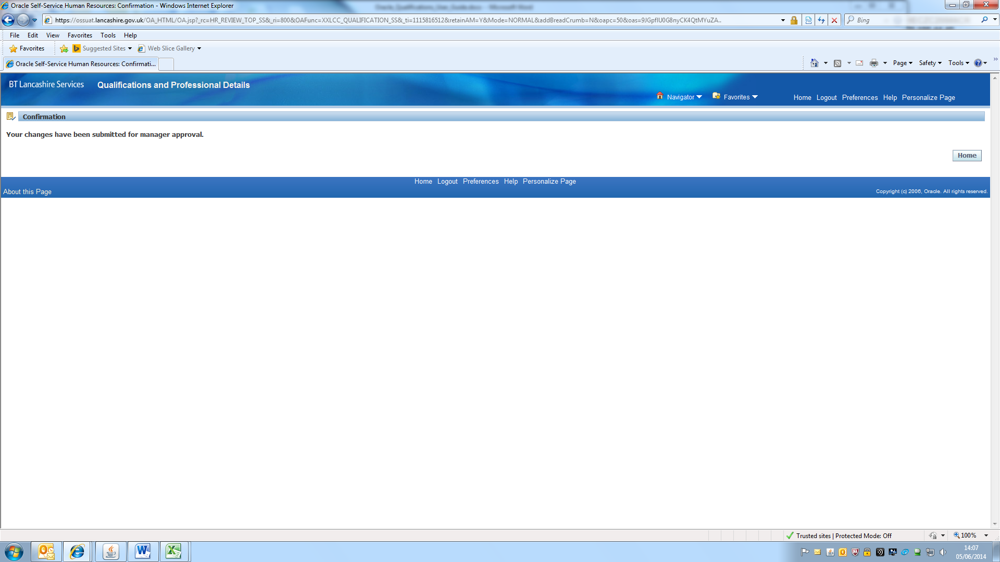 Oracle Self-Service Human Resources: Confirmation - Windows Internet Explorer
Oracle_Qualifications_User_Guide.docx - Microsoft Word
https://ossuat.lancashire.gov.uk/OA_HTML/OA.jsp?_rc=HR_REVIEW_TOP_SS&_ri=800&OAFunc=XXLCC_QUALIFICATION_SS&_ti=1115816512&retainAM=Y&Mode=NORMAL&addBreadCrumb=N&oapc=50&oas=9JGpfIU0G8nyCK4QtMYuZA..
Bing
File Edit View Favorites Tools Help
Favorites Suggested Sites Web Slice Gallery
Oracle Self-Service Human Resources: Confirmati...
Page Safety Tools
BT Lancashire Services Qualifications and Professional Details
Navigator Favorites Home Logout Preferences Help Personalize Page
Confirmation
Your changes have been submitted for manager approval.
Home
Home Logout Preferences Help Personalize Page
About this Page
Copyright (c) 2006, Oracle. All rights reserved.
Trusted sites | Protected Mode: Off
100%
14:07
05/06/2014